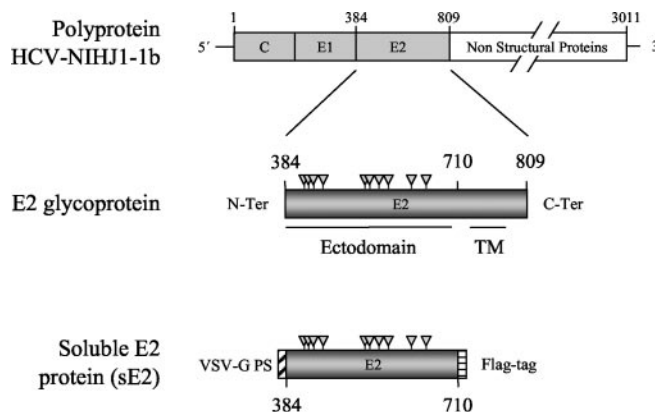 Polyprotein
HCV-NIHJ1-1b
1 384 809 3011
5´ C E1 E2 Non Structural Proteins 3
384 710 809
E2 glycoprotein
N-Ter E2 C-Ter
Ectodomain TM
Soluble E2
protein (sE2)
VSV-G PS E2 Flag-tag
384 710